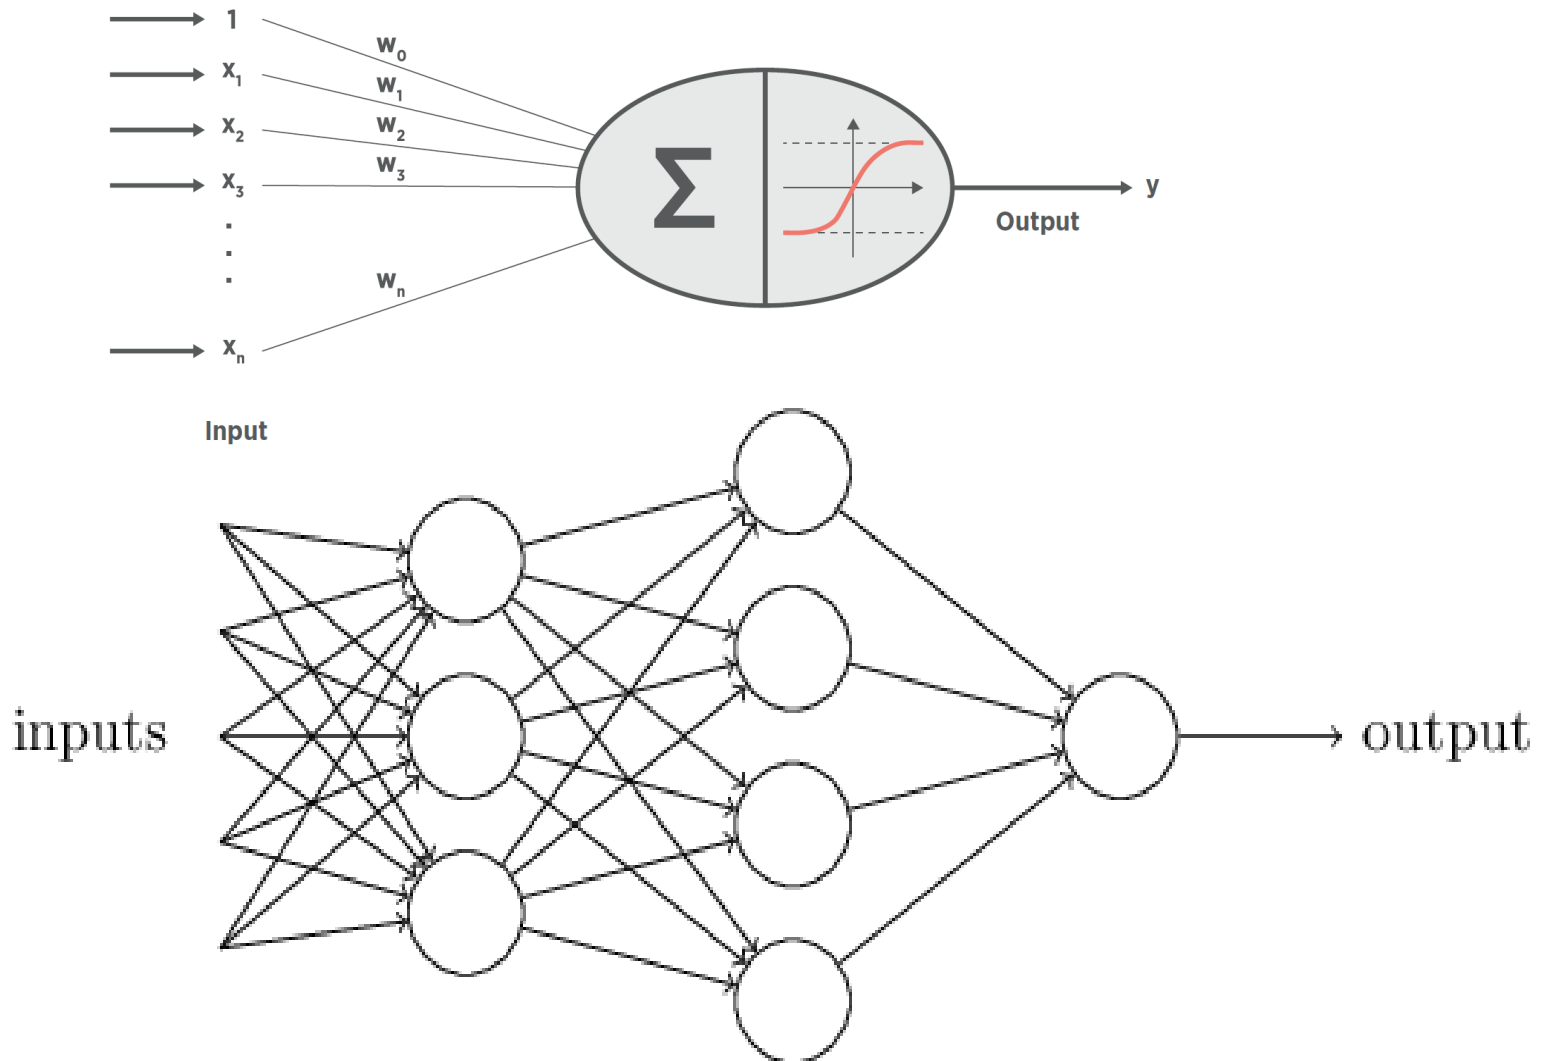 1
w₀
x₁
w₁
x₂
w₂
x₃
w₃
.
.
.
wₙ
xₙ
Σ
y
Output
Input
inputs
output